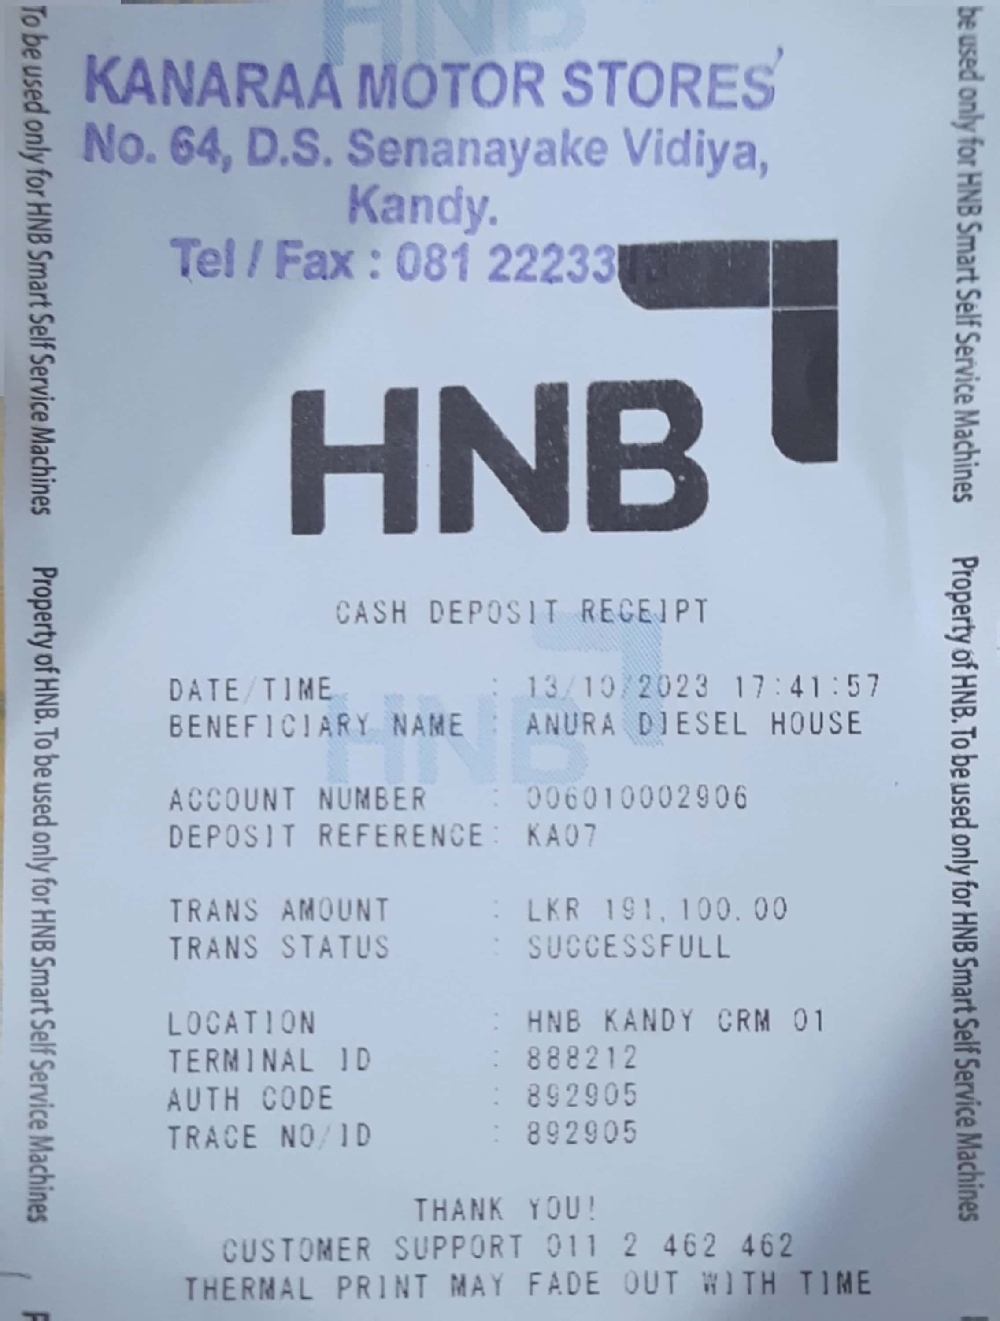 KANARAA MOTOR STORES
No. 64, D.S. Senanayake Vidiya,
Kandy.
Tel / Fax : 081 22233
HNB
CASH DEPOSIT RECEIPT
DATE/TIME : 13/10/2023 17:41:57
BENEFICIARY NAME : ANURA DIESEL HOUSE
ACCOUNT NUMBER : 006010002906
DEPOSIT REFERENCE: KA07
TRANS AMOUNT : LKR 191,100.00
TRANS STATUS : SUCCESSFULL
LOCATION : HNB KANDY CRM 01
TERMINAL ID : 888212
AUTH CODE : 892905
TRACE NO/ID : 892905
THANK YOU!
CUSTOMER SUPPORT 011 2 462 462
THERMAL PRINT MAY FADE OUT WITH TIME
To be used only for HNB Smart Self Service Machines
Property of HNB. To be used only for HNB Smart Self Service Machines
be used only for HNB Smart Self Service Machines
Property of HNB. To be used only for HNB Smart Self Service Machines
HNB
HNB